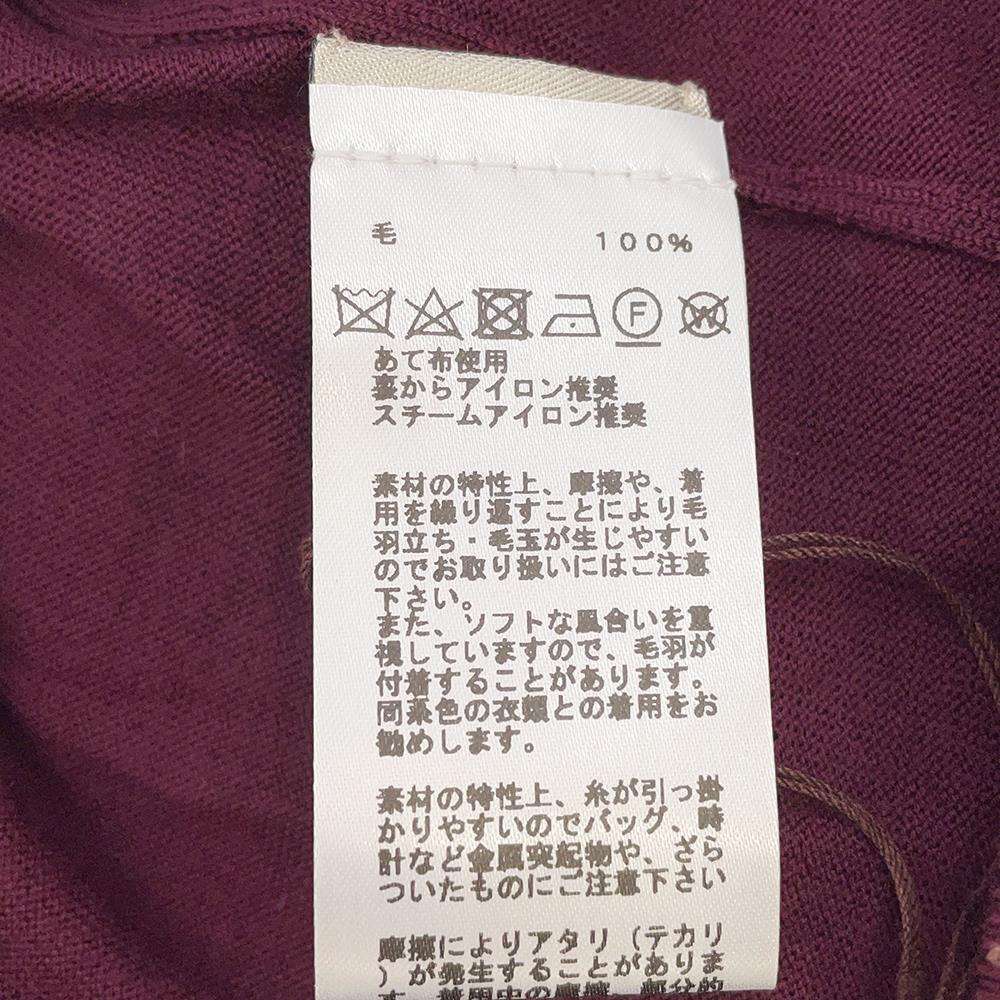 毛 100%
F W
あて布使用
裏からアイロン推奨
スチームアイロン推奨
素材の特性上、摩擦や、着
用を繰り返すことにより毛
羽立ち・毛玉が生じやすい
のでお取り扱いにはご注意
下さい。
また、ソフトな風合いを重
視していますので、毛羽が
付着することがあります。
同系色の衣類との着用をお
勧めします。
素材の特性上、糸が引っ掛
かりやすいのでバッグ、時
計など金属突起物や、ざら
ついたものにご注意下さい
摩擦によりアタリ（テカリ
）が発生することがありま
す。着用中の摩擦、部分的